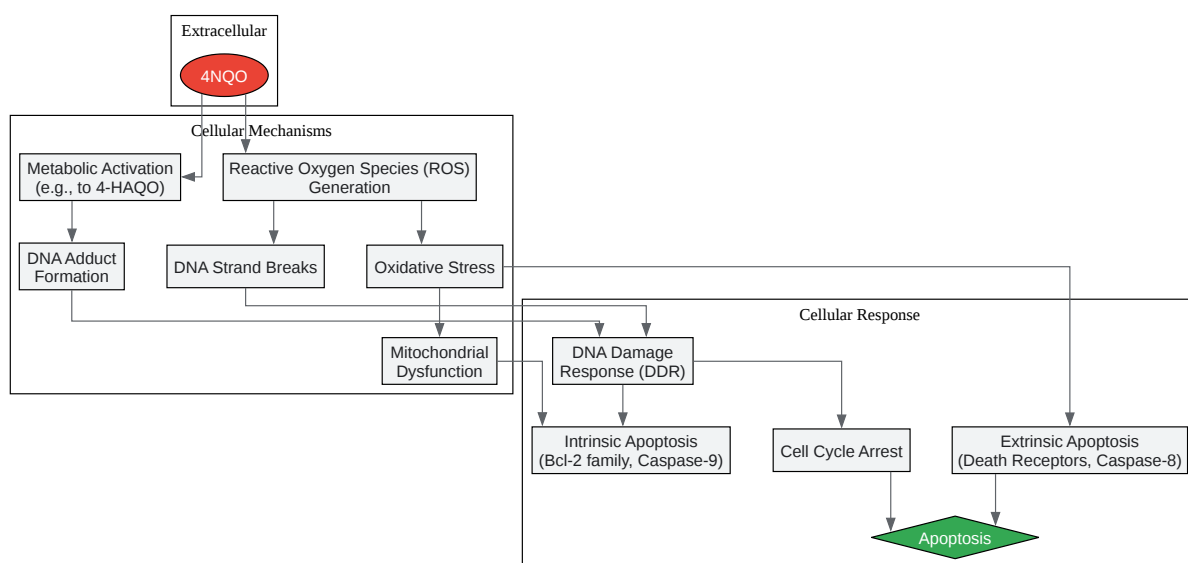 Extracellular
4NQO
Cellular Mechanisms
Metabolic Activation
(e.g., to 4-HAQO)
Reactive Oxygen Species (ROS)
Generation
DNA Adduct
Formation
DNA Strand Breaks
Oxidative Stress
Cellular Response
Mitochondrial
Dysfunction
DNA Damage
Response (DDR)
Intrinsic Apoptosis
(Bcl-2 family, Caspase-9)
Cell Cycle Arrest
Extrinsic Apoptosis
(Death Receptors, Caspase-8)
Apoptosis